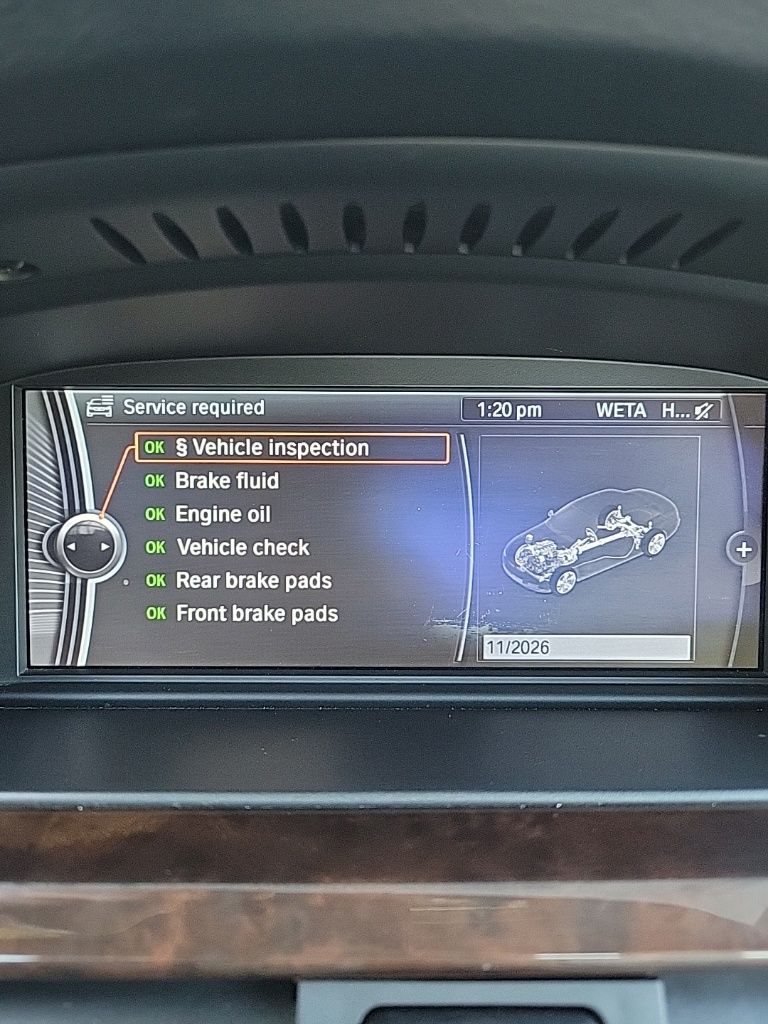 Service required
1:20 pm WETA H...
OK § Vehicle inspection
OK Brake fluid
OK Engine oil
OK Vehicle check
OK Rear brake pads
OK Front brake pads
11/2026
+